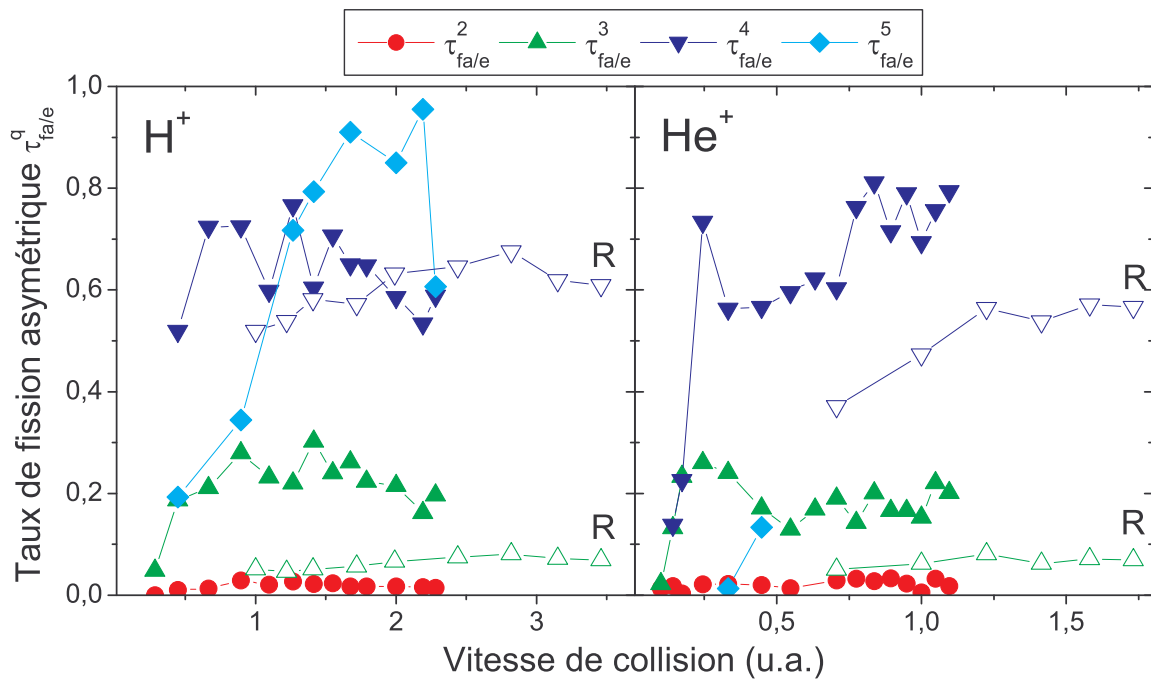 τ²fa/e τ³fa/e τ⁴fa/e τ⁵fa/e
Taux de fission asymétrique τ^q fa/e
1,0
0,8
0,6
0,4
0,2
0,0
H⁺
R
R
He⁺
R
R
1 2 3 0,5 1,0 1,5
Vitesse de collision (u.a.)